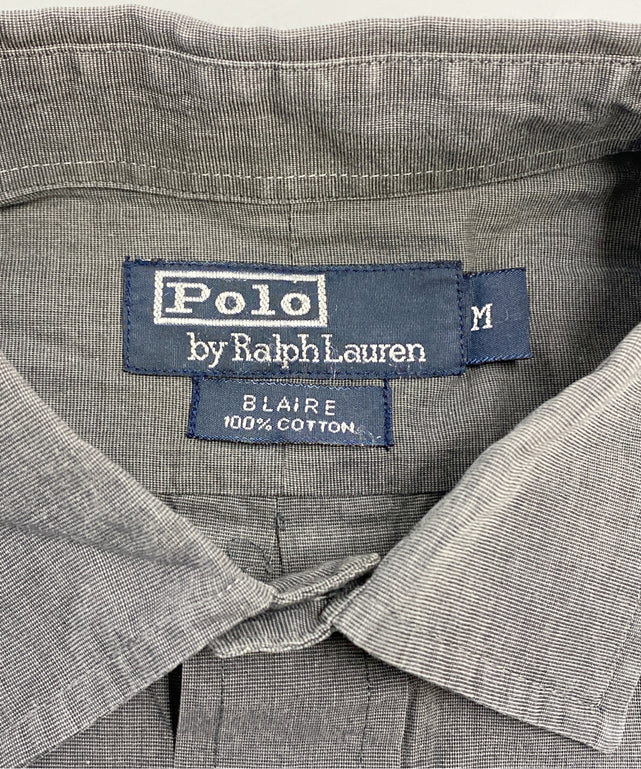 Polo
by Ralph Lauren
M
BLAIRE
100% COTTON